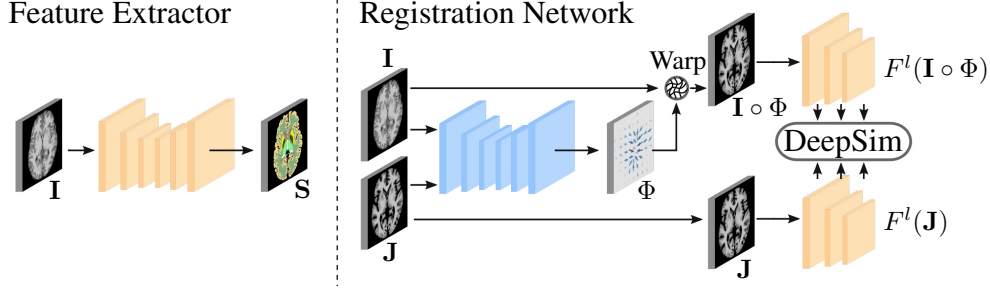 Feature Extractor
I
S
Registration Network
I
J
Φ
Warp
I ∘ Φ
J
F^l(I ∘ Φ)
DeepSim
F^l(J)